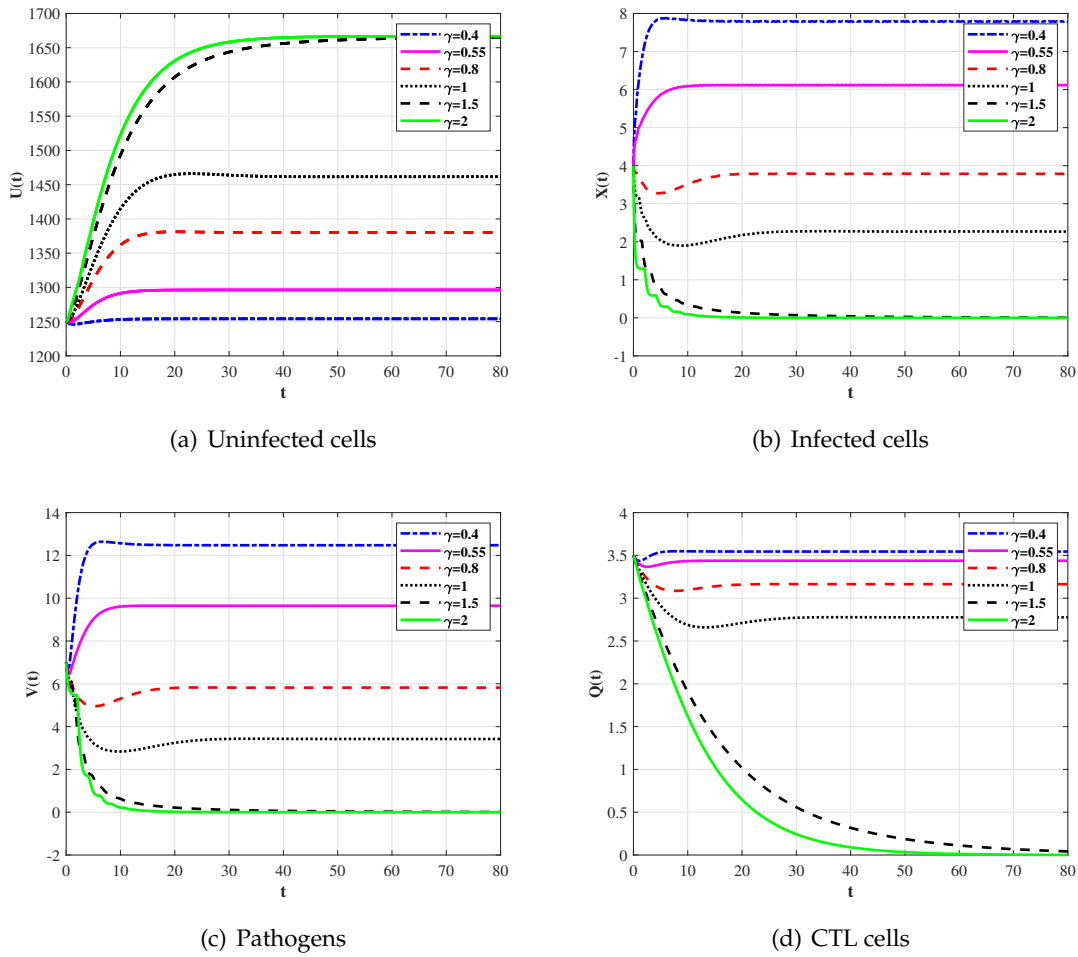 1700
1650
1600
1550
1500
1450
1400
1350
1300
1250
1200
U(t)
0 10 20 30 40 50 60 70 80
t
γ=0.4
γ=0.55
γ=0.8
γ=1
γ=1.5
γ=2
(a) Uninfected cells
8
7
6
5
4
3
2
1
0
-1
X(t)
0 10 20 30 40 50 60 70 80
t
γ=0.4
γ=0.55
γ=0.8
γ=1
γ=1.5
γ=2
(b) Infected cells
14
12
10
8
6
4
2
0
-2
V(t)
0 10 20 30 40 50 60 70 80
t
γ=0.4
γ=0.55
γ=0.8
γ=1
γ=1.5
γ=2
(c) Pathogens
4
3.5
3
2.5
2
1.5
1
0.5
0
Q(t)
0 10 20 30 40 50 60 70 80
t
γ=0.4
γ=0.55
γ=0.8
γ=1
γ=1.5
γ=2
(d) CTL cells